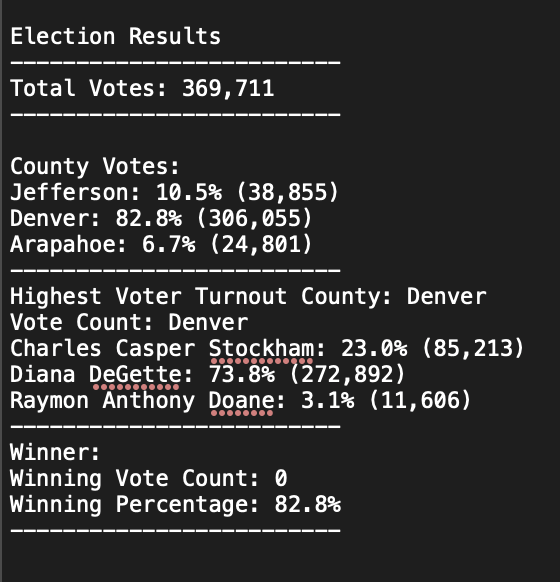 Election Results
-------------------------
Total Votes: 369,711
-------------------------
County Votes:
Jefferson: 10.5% (38,855)
Denver: 82.8% (306,055)
Arapahoe: 6.7% (24,801)
-------------------------
Highest Voter Turnout County: Denver
Vote Count: Denver
Charles Casper Stockham: 23.0% (85,213)
Diana DeGette: 73.8% (272,892)
Raymon Anthony Doane: 3.1% (11,606)
-------------------------
Winner:
Winning Vote Count: 0
Winning Percentage: 82.8%
-------------------------